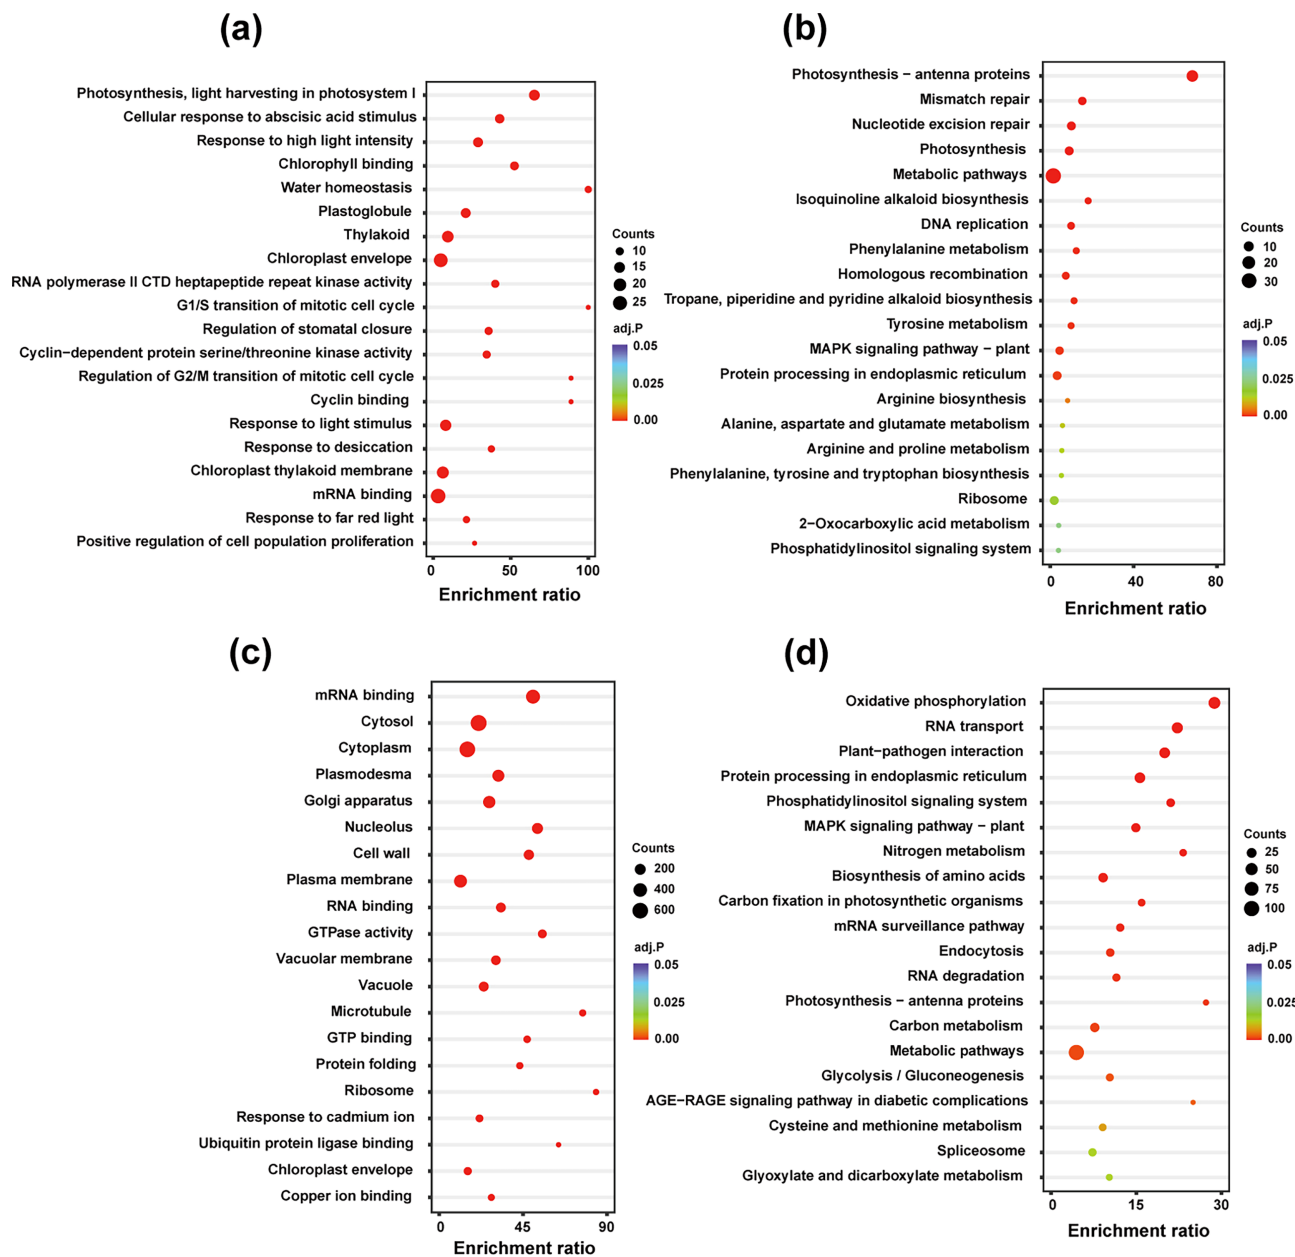 (a)
Photosynthesis, light harvesting in photosystem I
Cellular response to abscisic acid stimulus
Response to high light intensity
Chlorophyll binding
Water homeostasis
Plastoglobule
Thylakoid
Chloroplast envelope
RNA polymerase II CTD heptapeptide repeat kinase activity
G1/S transition of mitotic cell cycle
Regulation of stomatal closure
Cyclin−dependent protein serine/threonine kinase activity
Regulation of G2/M transition of mitotic cell cycle
Cyclin binding
Response to light stimulus
Response to desiccation
Chloroplast thylakoid membrane
mRNA binding
Response to far red light
Positive regulation of cell population proliferation
0 50 100
Enrichment ratio
Counts
10
15
20
25
adj.P
0.05
0.025
0.00
(b)
Photosynthesis − antenna proteins
Mismatch repair
Nucleotide excision repair
Photosynthesis
Metabolic pathways
Isoquinoline alkaloid biosynthesis
DNA replication
Phenylalanine metabolism
Homologous recombination
Tropane, piperidine and pyridine alkaloid biosynthesis
Tyrosine metabolism
MAPK signaling pathway − plant
Protein processing in endoplasmic reticulum
Arginine biosynthesis
Alanine, aspartate and glutamate metabolism
Arginine and proline metabolism
Phenylalanine, tyrosine and tryptophan biosynthesis
Ribosome
2−Oxocarboxylic acid metabolism
Phosphatidylinositol signaling system
0 40 80
Enrichment ratio
Counts
10
20
30
adj.P
0.05
0.025
0.00
(c)
mRNA binding
Cytosol
Cytoplasm
Plasmodesma
Golgi apparatus
Nucleolus
Cell wall
Plasma membrane
RNA binding
GTPase activity
Vacuolar membrane
Vacuole
Microtubule
GTP binding
Protein folding
Ribosome
Response to cadmium ion
Ubiquitin protein ligase binding
Chloroplast envelope
Copper ion binding
0 45 90
Enrichment ratio
Counts
200
400
600
adj.P
0.05
0.025
0.00
(d)
Oxidative phosphorylation
RNA transport
Plant−pathogen interaction
Protein processing in endoplasmic reticulum
Phosphatidylinositol signaling system
MAPK signaling pathway − plant
Nitrogen metabolism
Biosynthesis of amino acids
Carbon fixation in photosynthetic organisms
mRNA surveillance pathway
Endocytosis
RNA degradation
Photosynthesis − antenna proteins
Carbon metabolism
Metabolic pathways
Glycolysis / Gluconeogenesis
AGE−RAGE signaling pathway in diabetic complications
Cysteine and methionine metabolism
Spliceosome
Glyoxylate and dicarboxylate metabolism
0 15 30
Enrichment ratio
Counts
25
50
75
100
adj.P
0.05
0.025
0.00